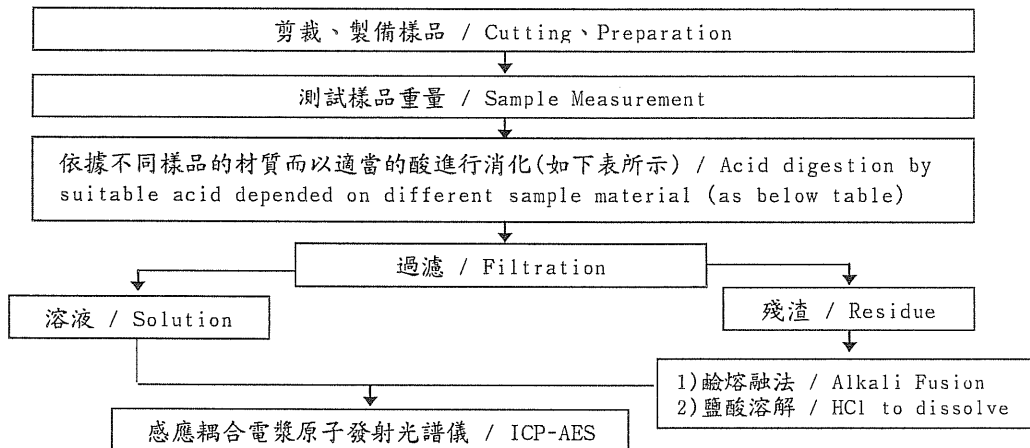 剪裁、製備樣品 / Cutting、Preparation
測試樣品重量 / Sample Measurement
依據不同樣品的材質而以適當的酸進行消化(如下表所示) / Acid digestion by
suitable acid depended on different sample material (as below table)
過濾 / Filtration
溶液 / Solution
殘渣 / Residue
1)鹼熔融法 / Alkali Fusion
2)鹽酸溶解 / HCl to dissolve
感應耦合電漿原子發射光譜儀 / ICP-AES